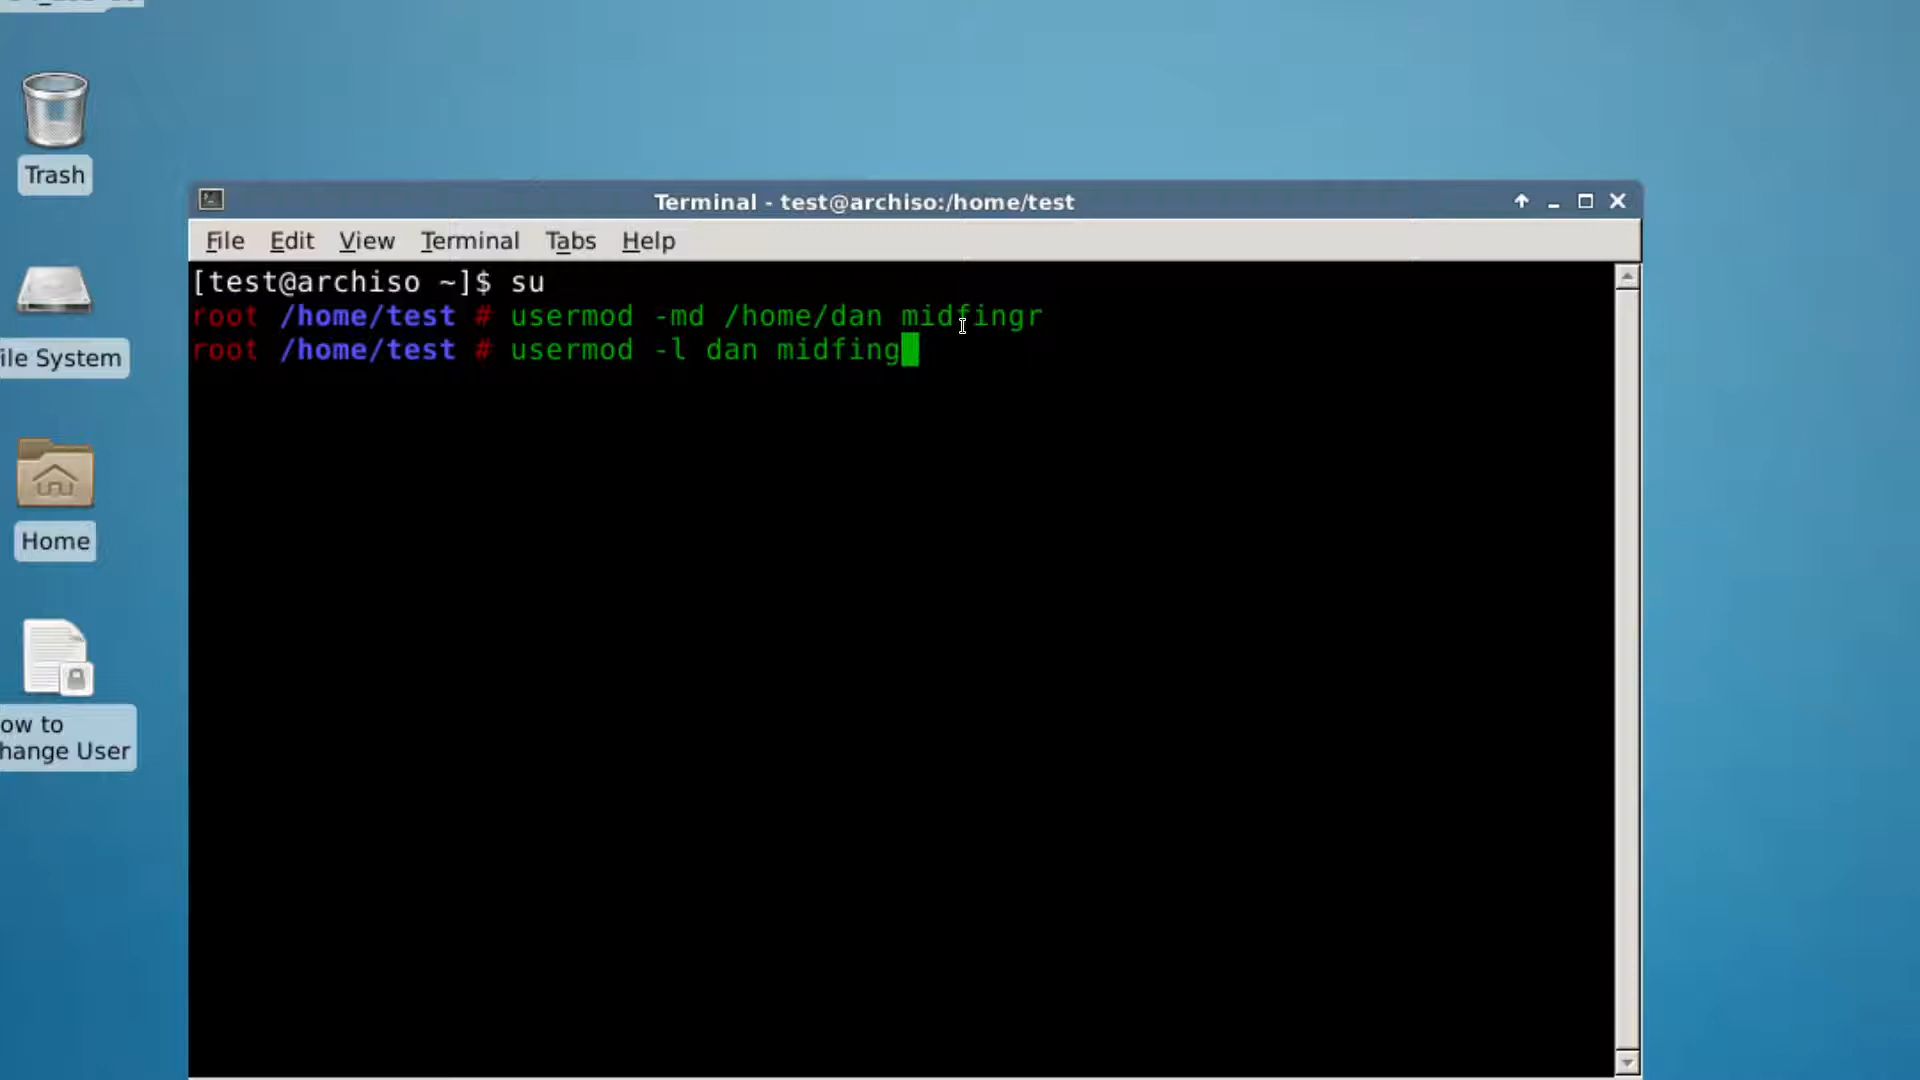 Trash
Terminal - test@archiso:/home/test
File Edit View Terminal Tabs Help
[test@archiso ~]$ su
root /home/test # usermod -md /home/dan midfingr
root /home/test # usermod -l dan midfing
ile System
Home
ow to
hange User